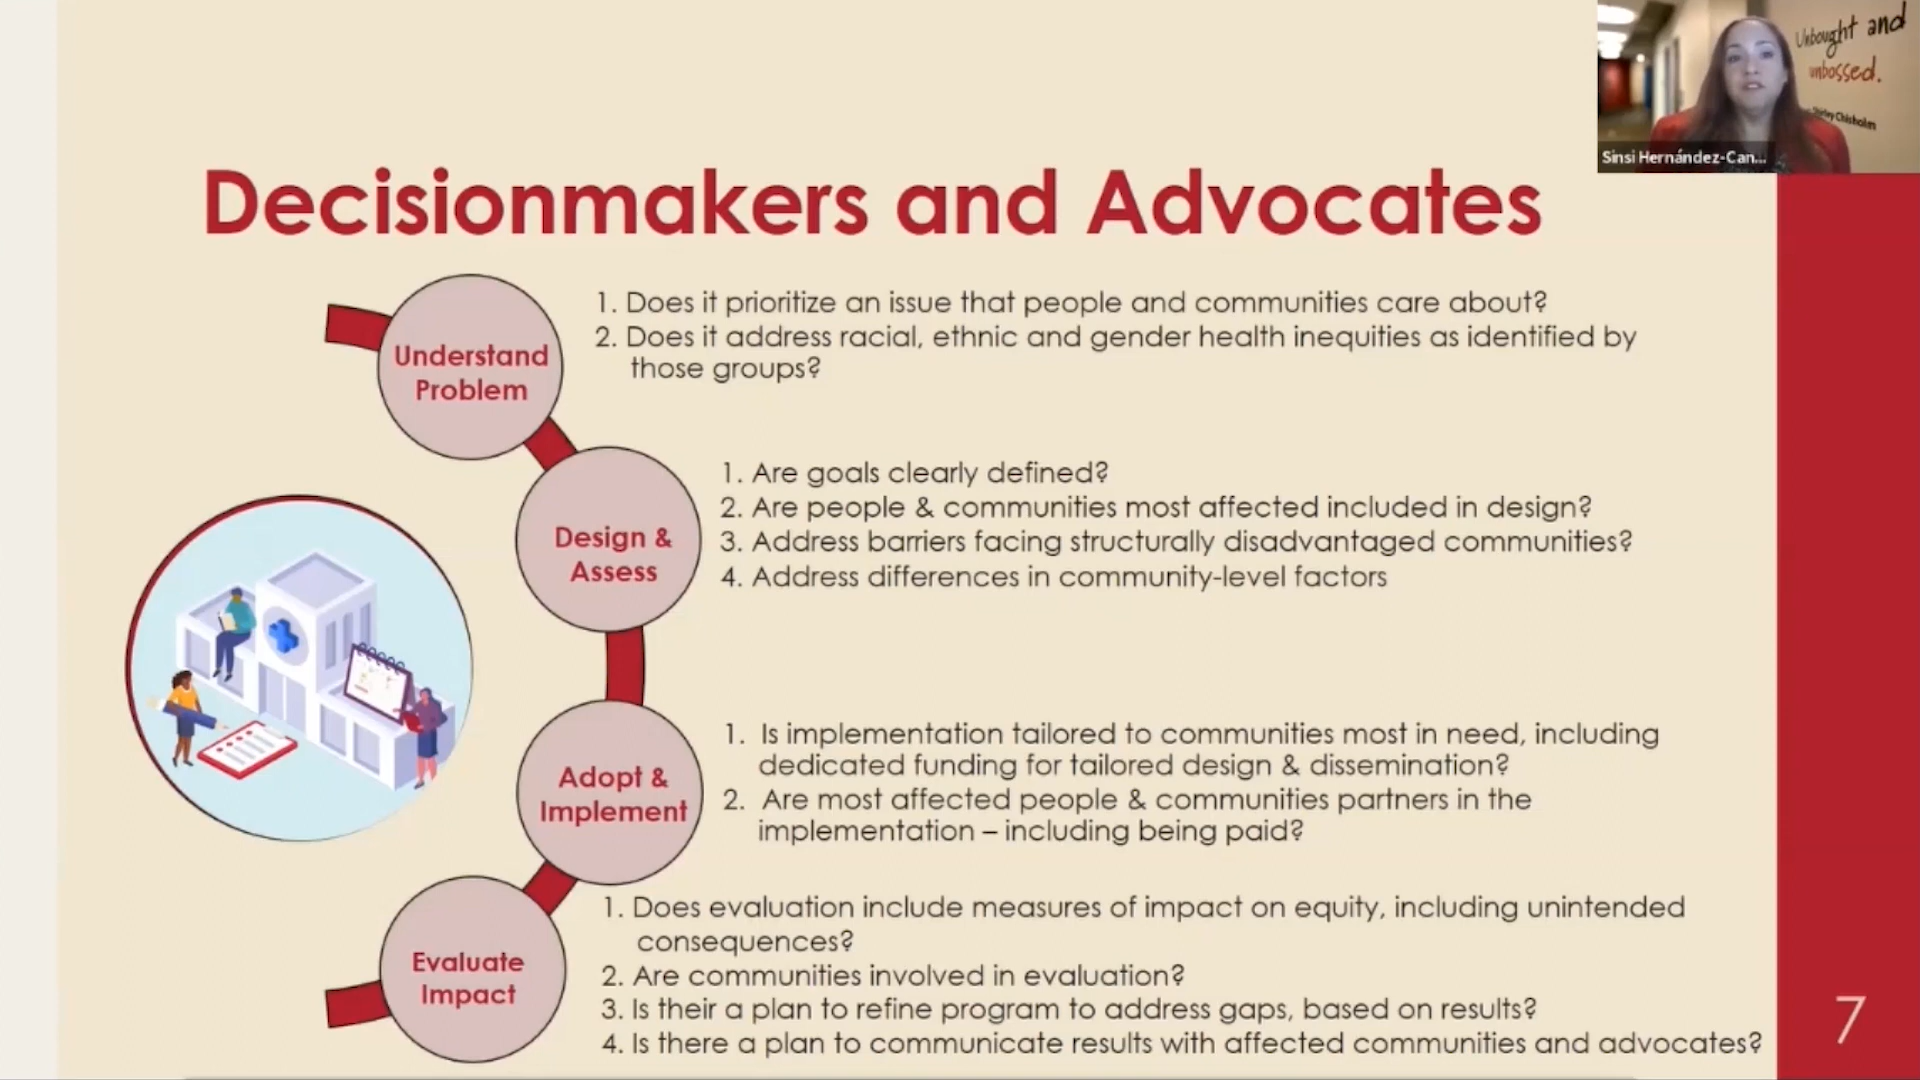 Unbought and
unbossed.
Chisholm
Sinsi Hernández-Can...
Decisionmakers and Advocates
Understand
Problem
1. Does it prioritize an issue that people and communities care about?
2. Does it address racial, ethnic and gender health inequities as identified by
those groups?
Design &
Assess
1. Are goals clearly defined?
2. Are people & communities most affected included in design?
3. Address barriers facing structurally disadvantaged communities?
4. Address differences in community-level factors
Adopt &
Implement
1. Is implementation tailored to communities most in need, including
dedicated funding for tailored design & dissemination?
2. Are most affected people & communities partners in the
implementation – including being paid?
Evaluate
Impact
1. Does evaluation include measures of impact on equity, including unintended
consequences?
2. Are communities involved in evaluation?
3. Is their a plan to refine program to address gaps, based on results?
4. Is there a plan to communicate results with affected communities and advocates?
7